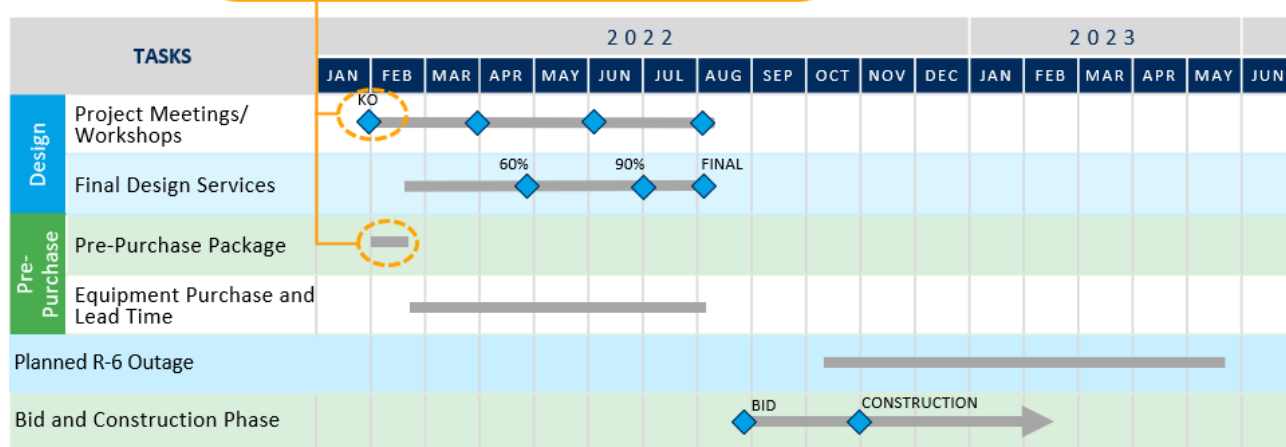 TASKS
2022
2023
JAN FEB MAR APR MAY JUN JUL AUG SEP OCT NOV DEC JAN FEB MAR APR MAY JUN
Design
KO
Project Meetings/
Workshops
60% 90% FINAL
Final Design Services
Pre-
Purchase
Pre-Purchase Package
Equipment Purchase and
Lead Time
Planned R-6 Outage
BID CONSTRUCTION
Bid and Construction Phase